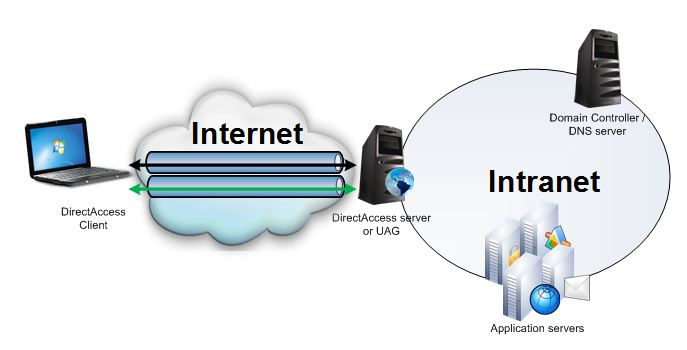 Internet
Intranet
Domain Controller /
DNS server
DirectAccess
Client
DirectAccess server
or UAG
Application servers